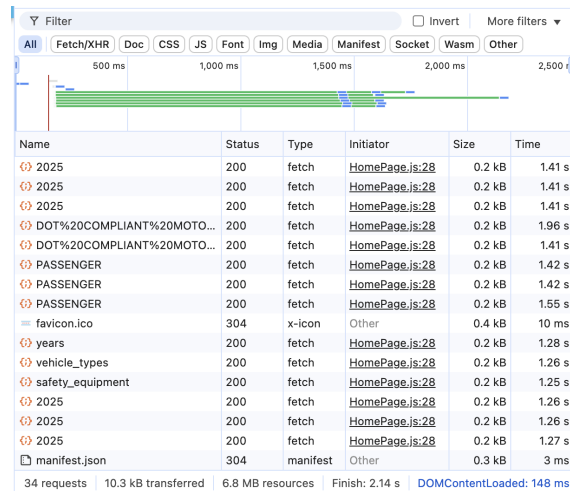 Filter Invert More filters
All Fetch/XHR Doc CSS JS Font Img Media Manifest Socket Wasm Other
500 ms 1,000 ms 1,500 ms 2,000 ms 2,500
Name Status Type Initiator Size Time
2025 200 fetch HomePage.js:28 0.2 kB 1.41 s
2025 200 fetch HomePage.js:28 0.2 kB 1.41 s
2025 200 fetch HomePage.js:28 0.2 kB 1.41 s
DOT%20COMPLIANT%20MOTO... 200 fetch HomePage.js:28 0.2 kB 1.96 s
DOT%20COMPLIANT%20MOTO... 200 fetch HomePage.js:28 0.2 kB 1.41 s
PASSENGER 200 fetch HomePage.js:28 0.2 kB 1.42 s
PASSENGER 200 fetch HomePage.js:28 0.2 kB 1.42 s
PASSENGER 200 fetch HomePage.js:28 0.2 kB 1.55 s
favicon.ico 304 x-icon Other 0.4 kB 10 ms
years 200 fetch HomePage.js:28 0.2 kB 1.28 s
vehicle_types 200 fetch HomePage.js:28 0.2 kB 1.26 s
safety_equipment 200 fetch HomePage.js:28 0.2 kB 1.25 s
2025 200 fetch HomePage.js:28 0.2 kB 1.26 s
2025 200 fetch HomePage.js:28 0.2 kB 1.26 s
2025 200 fetch HomePage.js:28 0.2 kB 1.27 s
manifest.json 304 manifest Other 0.3 kB 3 ms
34 requests 10.3 kB transferred 6.8 MB resources Finish: 2.14 s DOMContentLoaded: 148 ms